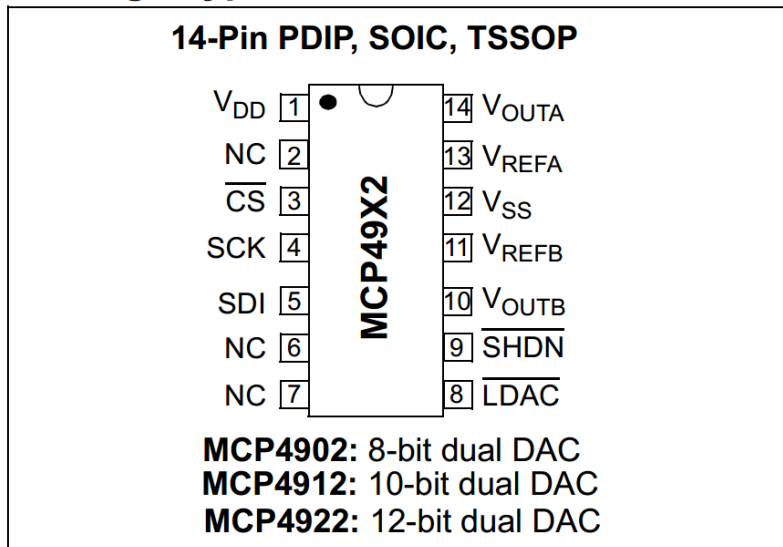 14-Pin PDIP, SOIC, TSSOP
VDD 1 14 VOUTA
NC 2 13 VREFA
CS 3 12 VSS
SCK 4 11 VREFB
SDI 5 10 VOUTB
NC 6 9 SHDN
NC 7 8 LDAC
MCP49X2
MCP4902: 8-bit dual DAC
MCP4912: 10-bit dual DAC
MCP4922: 12-bit dual DAC